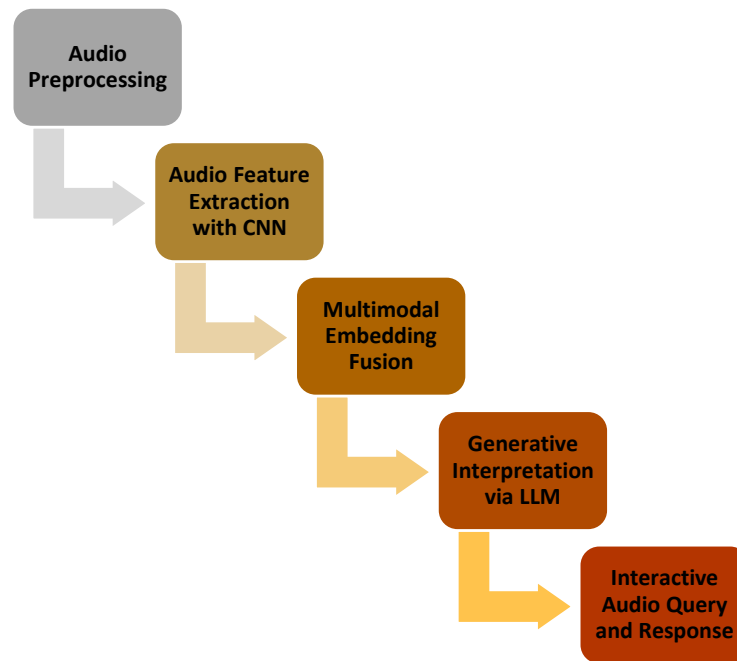 Audio
Preprocessing
Audio Feature
Extraction
with CNN
Multimodal
Embedding
Fusion
Generative
Interpretation
via LLM
Interactive
Audio Query
and Response